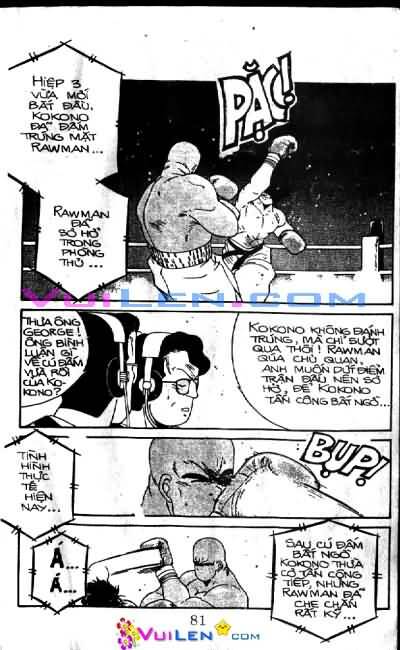 HIỆP 3
VỪA MỚI
BẮT ĐẦU,
KOKONO
ĐÃ ĐẤM
TRÚNG MẶT
RAWMAN...
PẶC!
RAWMAN
ĐÃ
SƠ HỞ
TRONG
PHÒNG
THỦ...
VUILEN.COM
THƯA ÔNG
GEORGE!
ÔNG BÌNH
LUẬN GÌ
VỀ CÚ ĐẤM
VỪA RỒI
CỦA KO-
KONO?
KOKONO KHÔNG ĐÁNH
TRÚNG, MÀ CHỈ SƯỢT
QUA THÔI! RAWMAN
QUÁ CHỦ QUAN,
ANH MUỐN DỨT ĐIỂM
TRẬN ĐẤU NÊN SƠ
HỞ, ĐỂ KOKONO
TẤN CÔNG BẤT NGỜ...
TÌNH
HÌNH
THỰC
TẾ
HIỆN
NAY...
BỤP!
Á...
Á...
SAU CÚ ĐẤM
BẤT NGỜ,
KOKONO THỪA
CƠ TẤN CÔNG
TIẾP, NHƯNG
RAWMAN ĐÃ
CHE CHẮN
RẤT KỸ...
81
VUILEN.COM